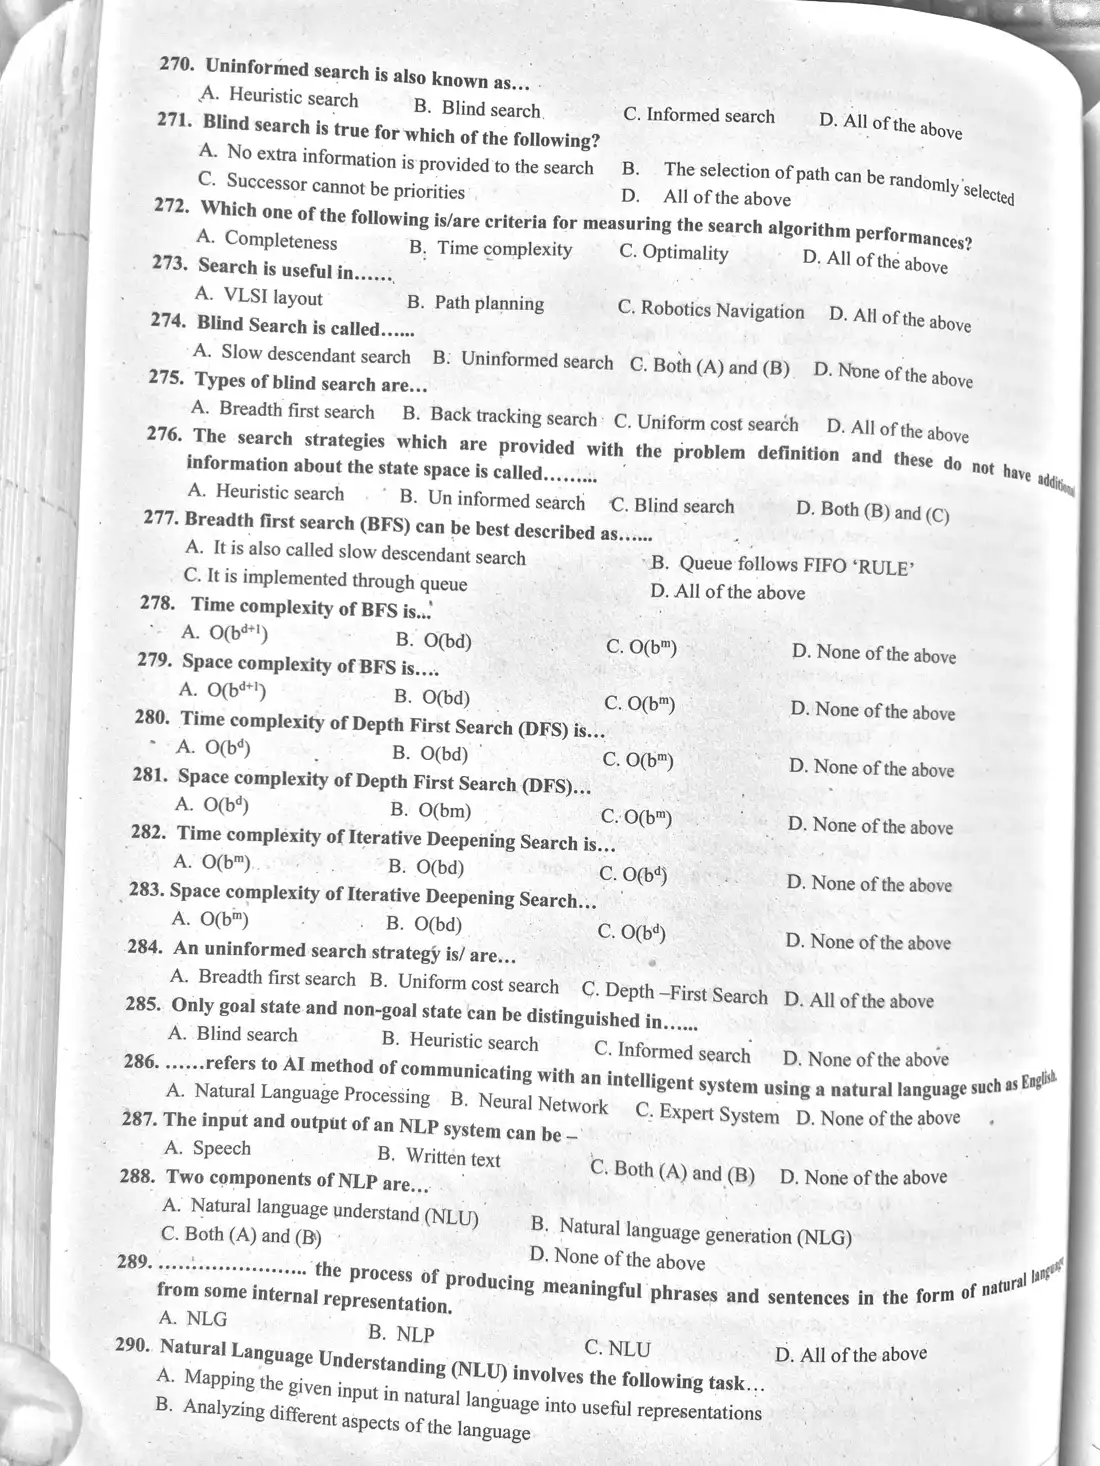 270. Uninformed search is also known as...
A. Heuristic search B. Blind search C. Informed search D. All of the above
271. Blind search is true for which of the following?
A. No extra information is provided to the search B. The selection of path can be randomly selected
C. Successor cannot be priorities D. All of the above
272. Which one of the following is/are criteria for measuring the search algorithm performances?
A. Completeness B. Time complexity C. Optimality D. All of the above
273. Search is useful in......
A. VLSI layout B. Path planning C. Robotics Navigation D. All of the above
274. Blind Search is called......
A. Slow descendant search B. Uninformed search C. Both (A) and (B) D. None of the above
275. Types of blind search are...
A. Breadth first search B. Back tracking search C. Uniform cost search D. All of the above
276. The search strategies which are provided with the problem definition and these do not have additional
information about the state space is called.........
A. Heuristic search B. Un informed search C. Blind search D. Both (B) and (C)
277. Breadth first search (BFS) can be best described as......
A. It is also called slow descendant search B. Queue follows FIFO ‘RULE’
C. It is implemented through queue D. All of the above
278. Time complexity of BFS is...
A. O(b^{d+1}) B. O(bd) C. O(b^m) D. None of the above
279. Space complexity of BFS is....
A. O(b^{d+1}) B. O(bd) C. O(b^m) D. None of the above
280. Time complexity of Depth First Search (DFS) is...
A. O(b^d) B. O(bd) C. O(b^m) D. None of the above
281. Space complexity of Depth First Search (DFS)...
A. O(b^d) B. O(bm) C. O(b^m) D. None of the above
282. Time complexity of Iterative Deepening Search is...
A. O(b^m) B. O(bd) C. O(b^d) D. None of the above
283. Space complexity of Iterative Deepening Search...
A. O(b^m) B. O(bd) C. O(b^d) D. None of the above
284. An uninformed search strategy is/ are...
A. Breadth first search B. Uniform cost search C. Depth –First Search D. All of the above
285. Only goal state and non-goal state can be distinguished in......
A. Blind search B. Heuristic search C. Informed search D. None of the above
286. ......refers to AI method of communicating with an intelligent system using a natural language such as English.
A. Natural Language Processing B. Neural Network C. Expert System D. None of the above
287. The input and output of an NLP system can be –
A. Speech B. Written text C. Both (A) and (B) D. None of the above
288. Two components of NLP are...
A. Natural language understand (NLU) B. Natural language generation (NLG)
C. Both (A) and (B) D. None of the above
289. ........................ the process of producing meaningful phrases and sentences in the form of natural language
from some internal representation.
A. NLG B. NLP C. NLU D. All of the above
290. Natural Language Understanding (NLU) involves the following task...
A. Mapping the given input in natural language into useful representations
B. Analyzing different aspects of the language